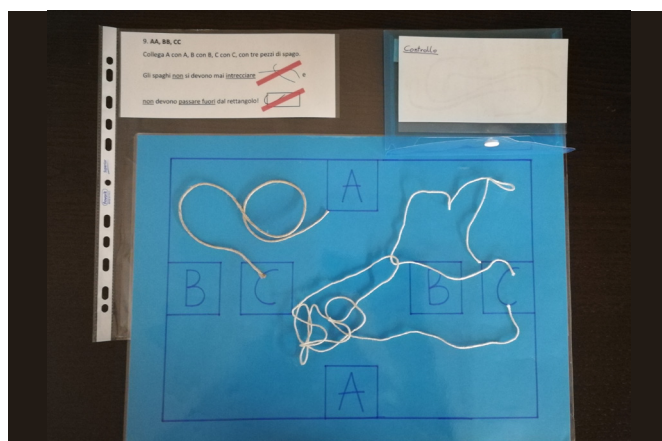 9. AA, BB, CC
Collega A con A, B con B, C con C, con tre pezzi di spago.
Gli spaghi non si devono mai intrecciare e
non devono passare fuori dal rettangolo!
Controllo
A
B C B C
A